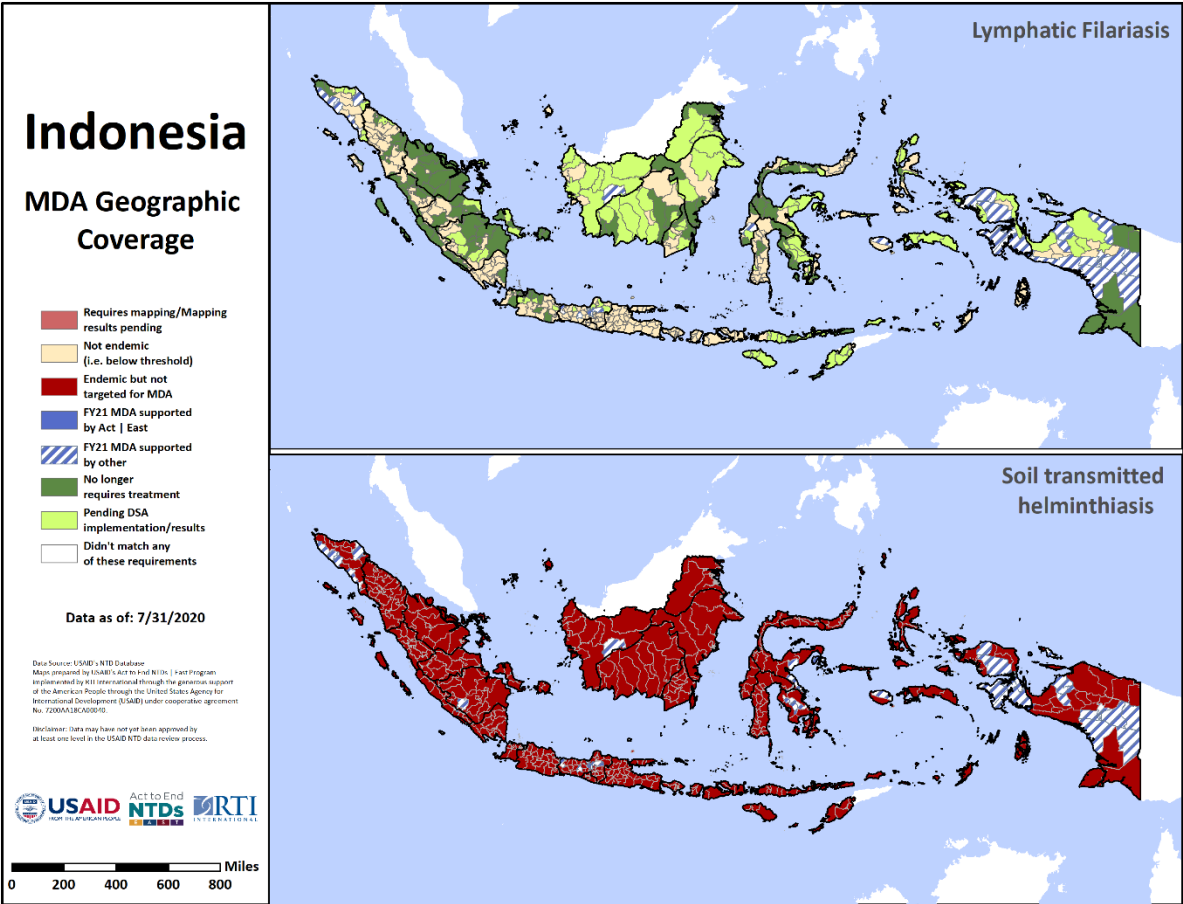 Indonesia
MDA Geographic
Coverage
Requires mapping/Mapping
results pending
Not endemic
(i.e. below threshold)
Endemic but not
targeted for MDA
FY21 MDA supported
by Act | East
FY21 MDA supported
by other
No longer
requires treatment
Pending DSA
implementation/results
Didn't match any
of these requirements
Data as of: 7/31/2020
Data Source: USAID's NTD Database
Maps prepared by USAID's Act to End NTDs | East Program
implemented by RTI International through the generous support
of the American People through the United States Agency for
International Development (USAID) under cooperative agreement
No. 7200AA18CA00040.
Disclaimer: Data may have not yet been approved by
at least one level in the USAID NTD data review process.
USAID
FROM THE AMERICAN PEOPLE
Act to End
NTDs
EAST
RTI
INTERNATIONAL
Miles
0 200 400 600 800
Lymphatic Filariasis
Soil transmitted
helminthiasis